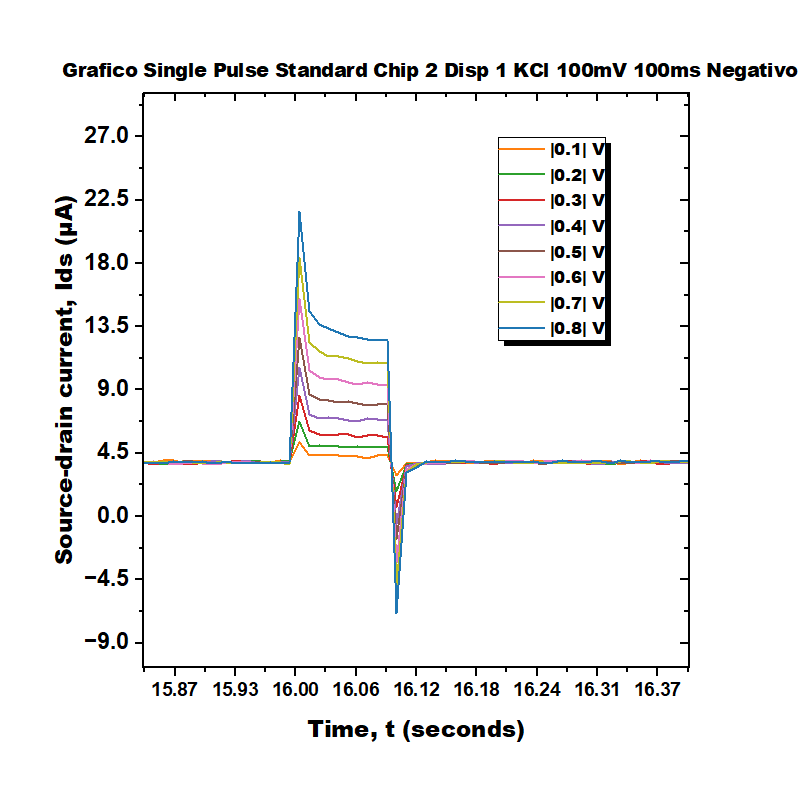 Grafico Single Pulse Standard Chip 2 Disp 1 KCl 100mV 100ms Negativo
27.0
22.5
18.0
13.5
9.0
4.5
0.0
−4.5
−9.0
Source-drain current, Ids (µA)
|0.1| V
|0.2| V
|0.3| V
|0.4| V
|0.5| V
|0.6| V
|0.7| V
|0.8| V
15.87 15.93 16.00 16.06 16.12 16.18 16.24 16.31 16.37
Time, t (seconds)